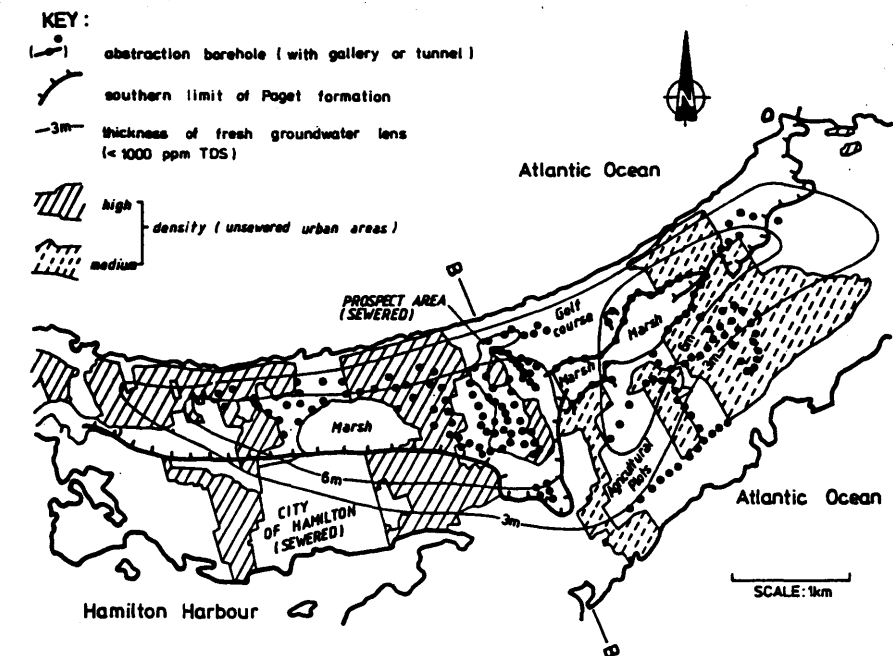 KEY:
abstraction borehole (with gallery or tunnel)
southern limit of Paget formation
3m
thickness of fresh groundwater lens
(< 1000 ppm TDS)
high
density (unsewered urban areas)
medium
N
Atlantic Ocean
B
PROSPECT AREA
(SEWERED)
Golf
course
Marsh
Marsh
Marsh
6m
9m
6m
CITY
OF HAMILTON
(SEWERED)
3m
Agricultural
Plots
Atlantic Ocean
SCALE:1km
Hamilton Harbour
B